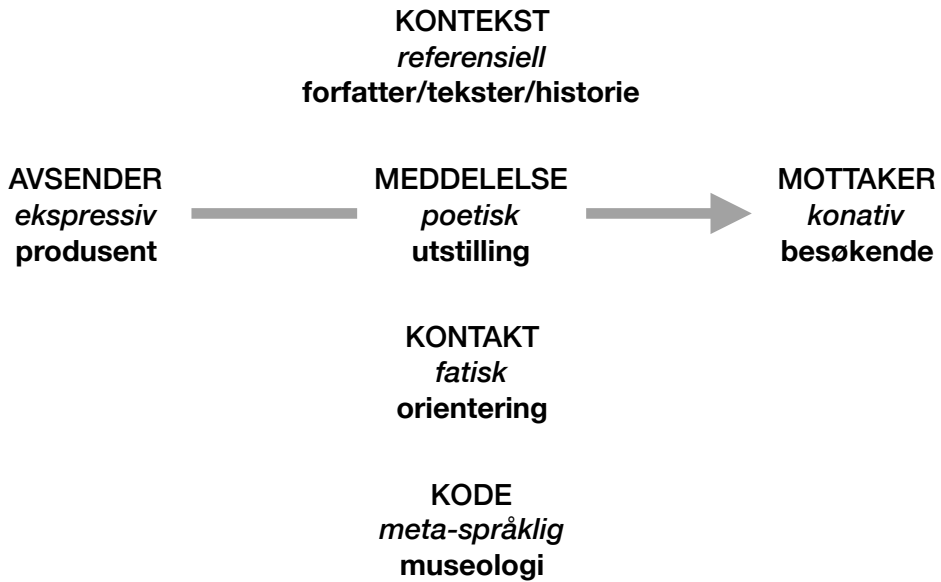 KONTEKST
referensiell
forfatter/tekster/historie
AVSENDER
ekspressiv
produsent
MEDDELELSE
poetisk
utstilling
MOTTAKER
konativ
besøkende
KONTAKT
fatisk
orientering
KODE
meta-språklig
museologi